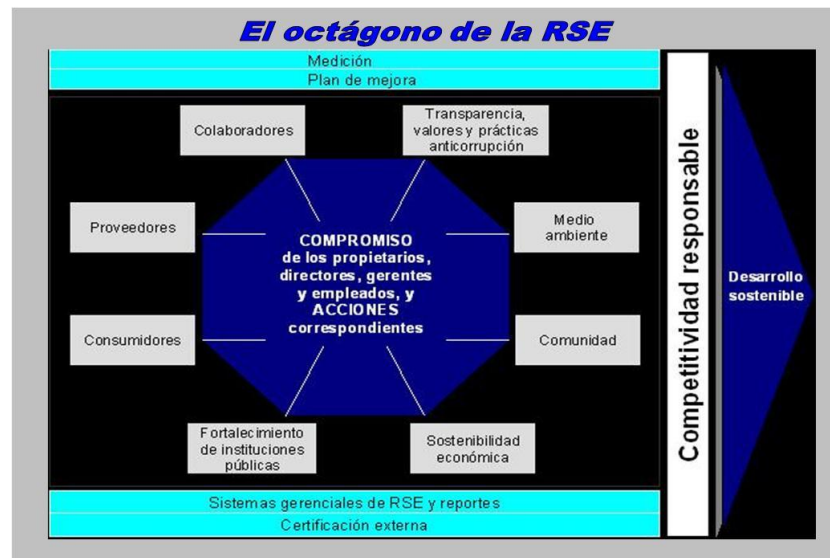 El octágono de la RSE
Medición
Plan de mejora
Colaboradores
Transparencia,
valores y prácticas
anticorrupción
Proveedores
Medio
ambiente
COMPROMISO
de los propietarios,
directores, gerentes
y empleados, y
ACCIONES
correspondientes
Consumidores
Comunidad
Fortalecimiento
de instituciones
públicas
Sostenibilidad
económica
Sistemas gerenciales de RSE y reportes
Certificación externa
Competitividad responsable
Desarrollo
sostenible